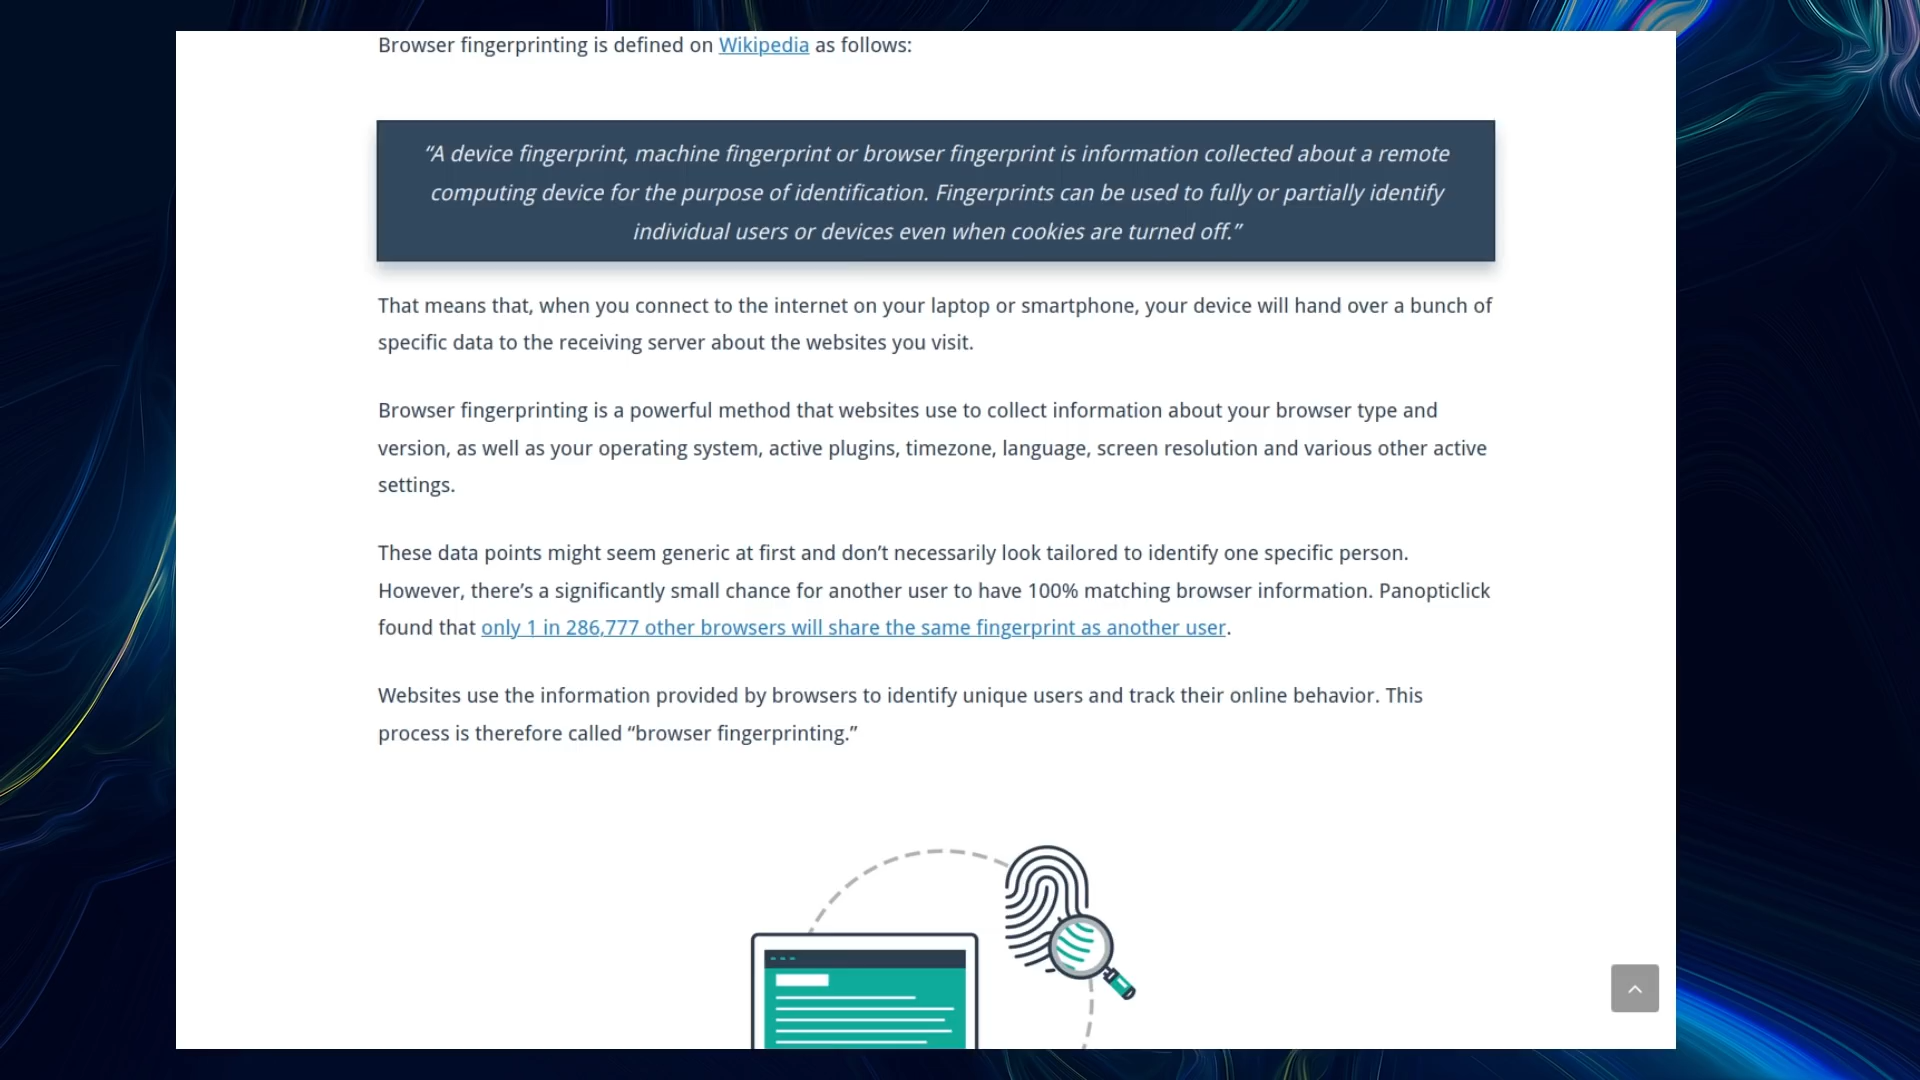 Browser fingerprinting is defined on Wikipedia as follows:
“A device fingerprint, machine fingerprint or browser fingerprint is information collected about a remote
computing device for the purpose of identification. Fingerprints can be used to fully or partially identify
individual users or devices even when cookies are turned off.”
That means that, when you connect to the internet on your laptop or smartphone, your device will hand over a bunch of
specific data to the receiving server about the websites you visit.
Browser fingerprinting is a powerful method that websites use to collect information about your browser type and
version, as well as your operating system, active plugins, timezone, language, screen resolution and various other active
settings.
These data points might seem generic at first and don’t necessarily look tailored to identify one specific person.
However, there’s a significantly small chance for another user to have 100% matching browser information. Panopticlick
found that only 1 in 286,777 other browsers will share the same fingerprint as another user.
Websites use the information provided by browsers to identify unique users and track their online behavior. This
process is therefore called “browser fingerprinting.”